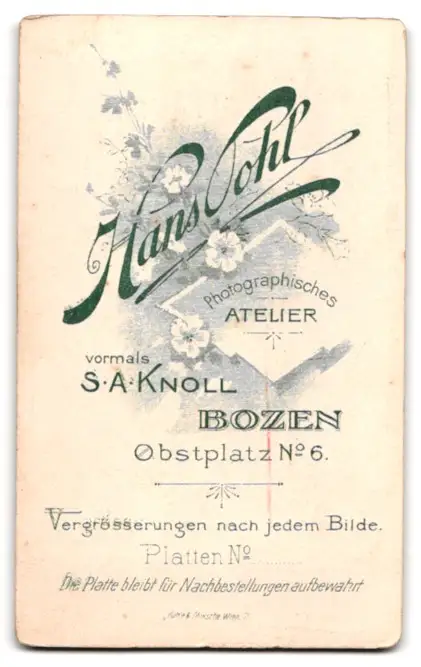 Hans Pohl
Photographisches
ATELIER
vormals
S·A·KNOLL
BOZEN
Obstplatz Nº 6.
Vergrösserungen nach jedem Bilde.
Platten Nº
Die Platte bleibt für Nachbestellungen aufbewahrt
Wien